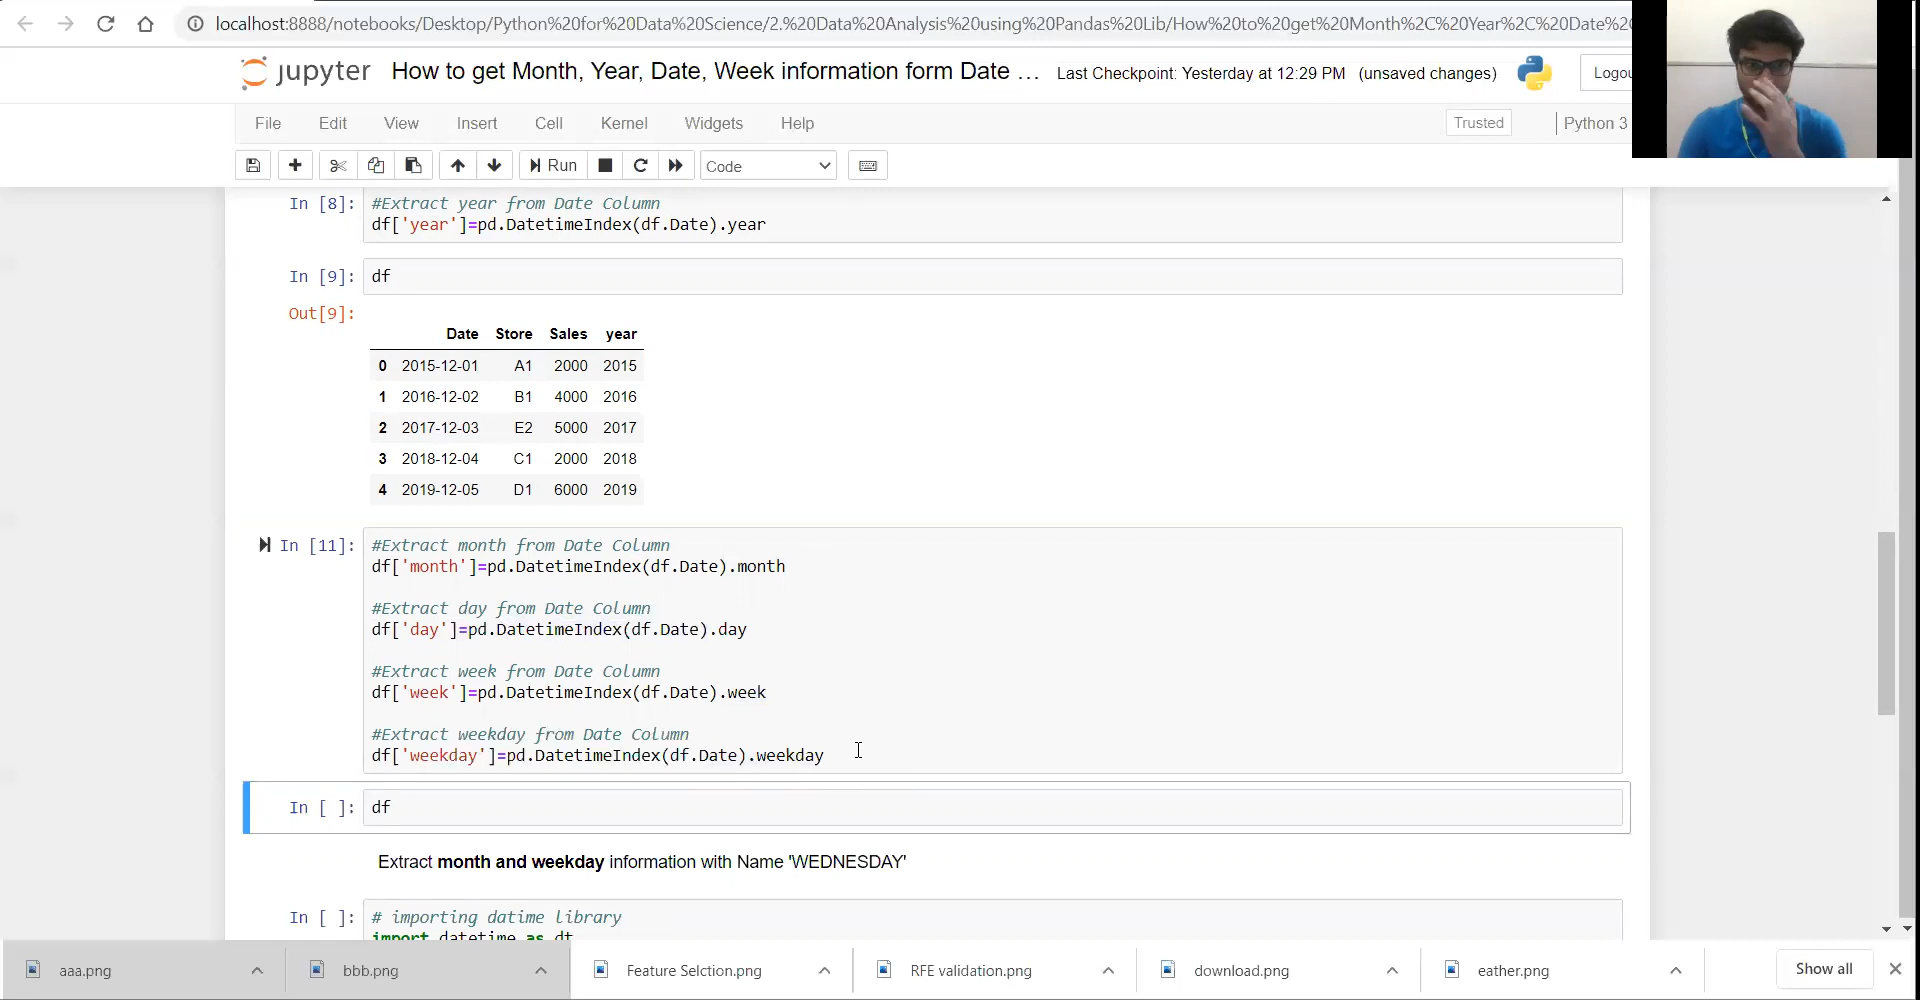 localhost:8888/notebooks/Desktop/Python%20for%20Data%20Science/2.%20Data%20Analysis%20using%20Pandas%20Lib/How%20to%20get%20Month%2C%20Year%2C%20Date%2C
jupyter How to get Month, Year, Date, Week information form Date ... Last Checkpoint: Yesterday at 12:29 PM (unsaved changes) Logou
File Edit View Insert Cell Kernel Widgets Help Trusted Python 3
Run Code
In [8]: #Extract year from Date Column
df['year']=pd.DatetimeIndex(df.Date).year
In [9]: df
Out[9]:
Date Store Sales year
0 2015-12-01 A1 2000 2015
1 2016-12-02 B1 4000 2016
2 2017-12-03 E2 5000 2017
3 2018-12-04 C1 2000 2018
4 2019-12-05 D1 6000 2019
In [11]: #Extract month from Date Column
df['month']=pd.DatetimeIndex(df.Date).month
#Extract day from Date Column
df['day']=pd.DatetimeIndex(df.Date).day
#Extract week from Date Column
df['week']=pd.DatetimeIndex(df.Date).week
#Extract weekday from Date Column
df['weekday']=pd.DatetimeIndex(df.Date).weekday
In [ ]: df
Extract month and weekday information with Name 'WEDNESDAY'
In [ ]: # importing datime library
import datetime as dt
aaa.png bbb.png Feature Selction.png RFE validation.png download.png eather.png Show all